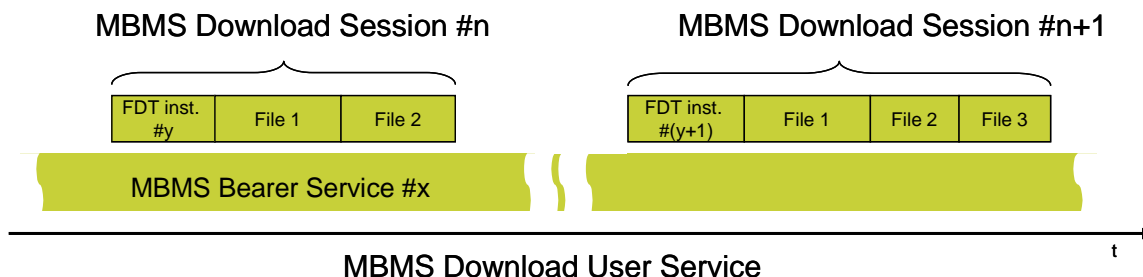 MBMS Download Session #n
MBMS Download Session #n+1
FDT inst.
#y
File 1
File 2
FDT inst.
#(y+1)
File 1
File 2
File 3
MBMS Bearer Service #x
t
MBMS Download User Service